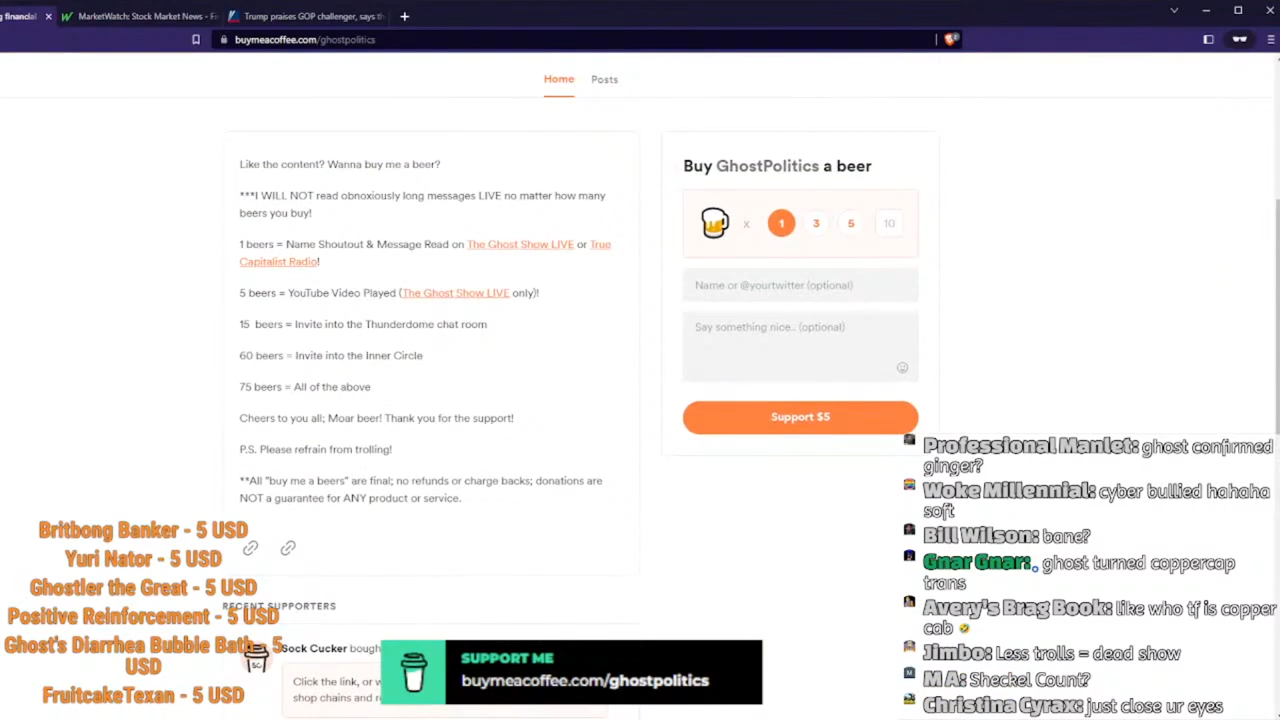 g financial
MarketWatch: Stock Market News - Fi
Trump praises GOP challenger, says th
buymeacoffee.com/ghostpolitics
Home
Posts
Like the content? Wanna buy me a beer?
***I WILL NOT read obnoxiously long messages LIVE no matter how many
beers you buy!
1 beers = Name Shoutout & Message Read on The Ghost Show LIVE or True
Capitalist Radio!
5 beers = YouTube Video Played (The Ghost Show LIVE only)!
15 beers = Invite into the Thunderdome chat room
60 beers = Invite into the Inner Circle
75 beers = All of the above
Cheers to you all; Moar beer! Thank you for the support!
P.S. Please refrain from trolling!
**All "buy me a beers" are final; no refunds or charge backs; donations are
NOT a guarantee for ANY product or service.
RECENT SUPPORTERS
Sock Cucker bough
Click the link, or w
shop chains and r
Buy GhostPolitics a beer
x 1 3 5 10
Name or @yourtwitter (optional)
Say something nice.. (optional)
Support $5
Britbong Banker - 5 USD
Yuri Nator - 5 USD
Ghostler the Great - 5 USD
Positive Reinforcement - 5 USD
Ghost's Diarrhea Bubble Bath - 5
USD
FruitcakeTexan - 5 USD
SUPPORT ME
buymeacoffee.com/ghostpolitics
Professional Manlet: ghost confirmed
ginger?
Woke Millennial: cyber bullied hahaha
soft
Bill Wilson: bane?
Gnar Gnar: ghost turned coppercap
trans
Avery's Brag Book: like who tf is copper
cab
Jimbo: Less trolls = dead show
M A: Sheckel Count?
Christina Cyrax: just close ur eyes